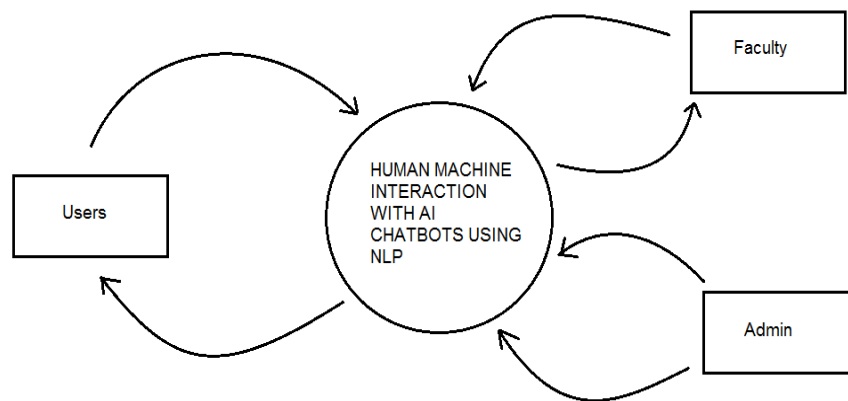 Faculty
HUMAN MACHINE
INTERACTION
WITH AI
CHATBOTS USING
NLP
Users
Admin